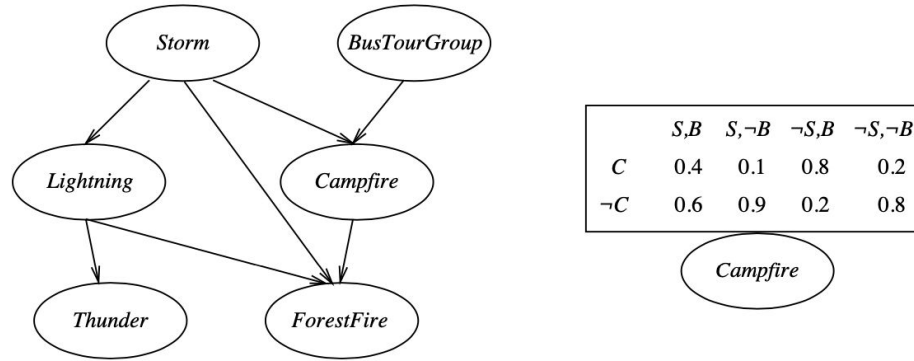 Storm
BusTourGroup
Lightning
Campfire
Thunder
ForestFire
S,B S,¬B ¬S,B ¬S,¬B
C 0.4 0.1 0.8 0.2
¬C 0.6 0.9 0.2 0.8
Campfire